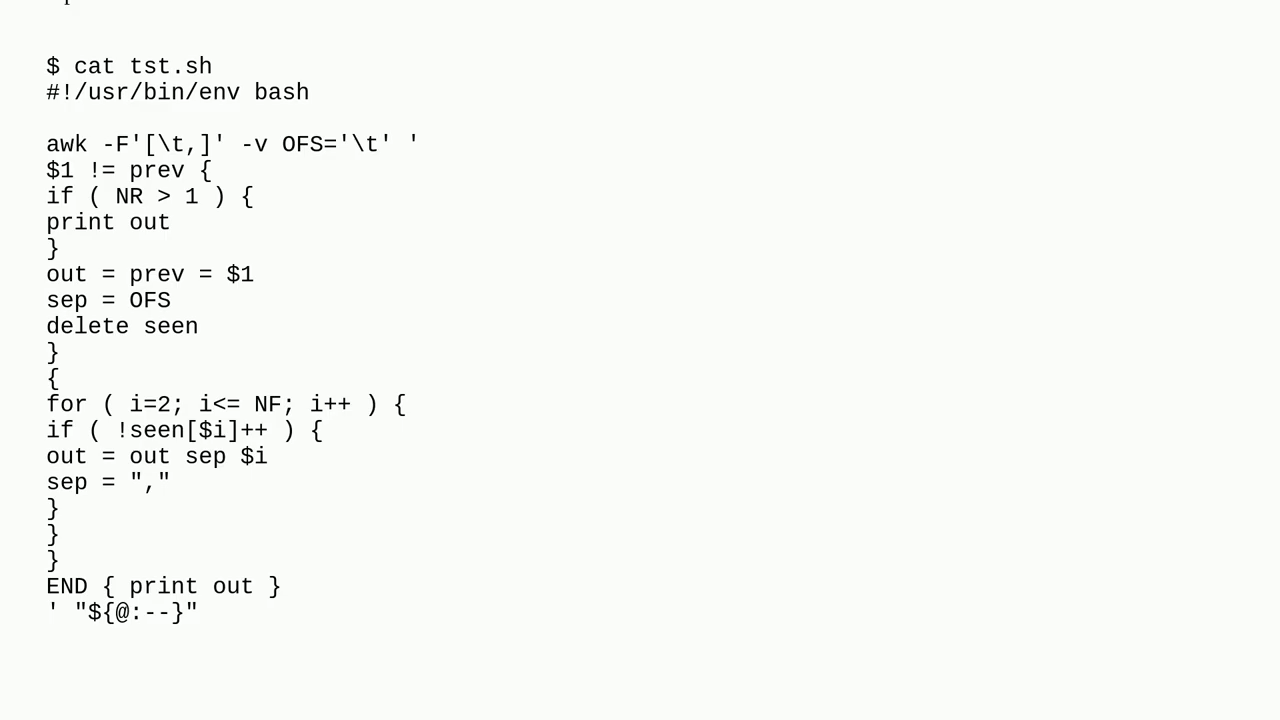 $ cat tst.sh
#!/usr/bin/env bash
awk -F'[\t,]' -v OFS='\t' '
$1 != prev {
if ( NR > 1 ) {
print out
}
out = prev = $1
sep = OFS
delete seen
}
{
for ( i=2; i<= NF; i++ ) {
if ( !seen[$i]++ ) {
out = out sep $i
sep = ","
}
}
}
END { print out }
' "${@:--}"